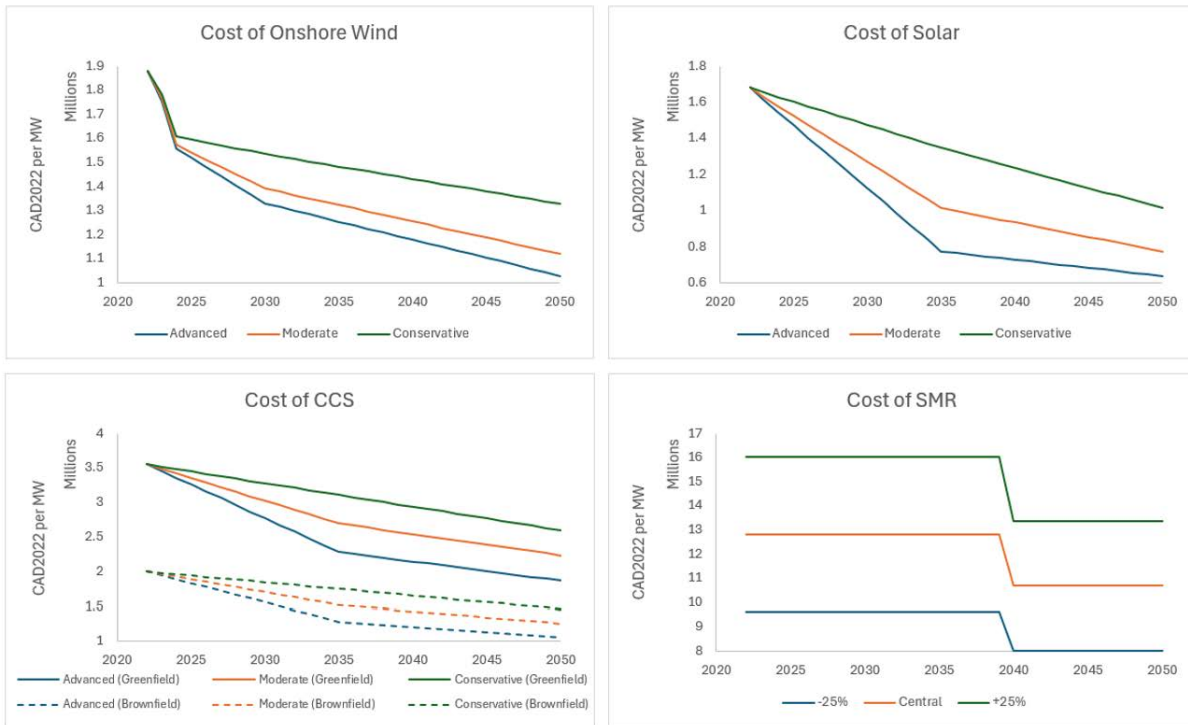 Cost of Onshore Wind
CAD2022 per MW
Millions
1.9
1.8
1.7
1.6
1.5
1.4
1.3
1.2
1.1
1
2020 2025 2030 2035 2040 2045 2050
Advanced Moderate Conservative
Cost of Solar
CAD2022 per MW
Millions
1.8
1.6
1.4
1.2
1
0.8
0.6
2020 2025 2030 2035 2040 2045 2050
Advanced Moderate Conservative
Cost of CCS
CAD2022 per MW
Millions
4
3.5
3
2.5
2
1.5
1
2020 2025 2030 2035 2040 2045 2050
Advanced (Greenfield) Moderate (Greenfield) Conservative (Greenfield)
Advanced (Brownfield) Moderate (Brownfield) Conservative (Brownfield)
Cost of SMR
CAD2022 per MW
Millions
17
16
15
14
13
12
11
10
9
8
2020 2025 2030 2035 2040 2045 2050
-25% Central +25%